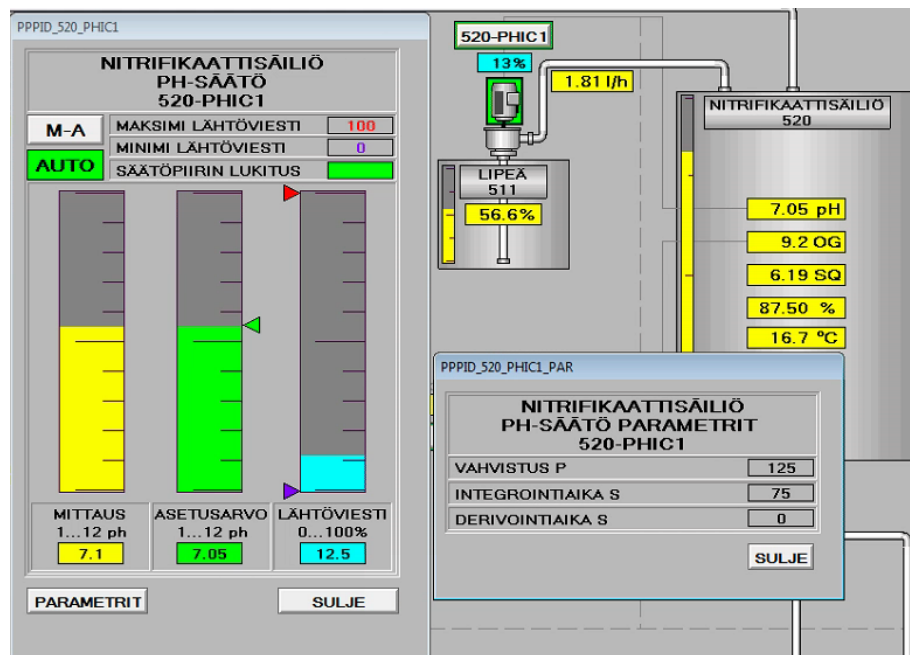 PPPID_520_PHIC1
NITRIFIKAATTISÄILIÖ
PH-SÄÄTÖ
520-PHIC1
M-A
MAKSIMI LÄHTÖVIESTI 100
MINIMI LÄHTÖVIESTI 0
AUTO
SÄÄTÖPIIRIN LUKITUS
MITTAUS
1...12 ph
7.1
ASETUSARVO
1...12 ph
7.05
LÄHTÖVIESTI
0...100%
12.5
PARAMETRIT
SULJE
520-PHIC1
13%
1.81 l/h
LIPEÄ
511
56.6%
NITRIFIKAATTISÄILIÖ
520
7.05 pH
9.2 OG
6.19 SQ
87.50 %
16.7 ºC
PPPID_520_PHIC1_PAR
NITRIFIKAATTISÄILIÖ
PH-SÄÄTÖ PARAMETRIT
520-PHIC1
VAHVISTUS P 125
INTEGROINTIAIKA S 75
DERIVOINTIAIKA S 0
SULJE